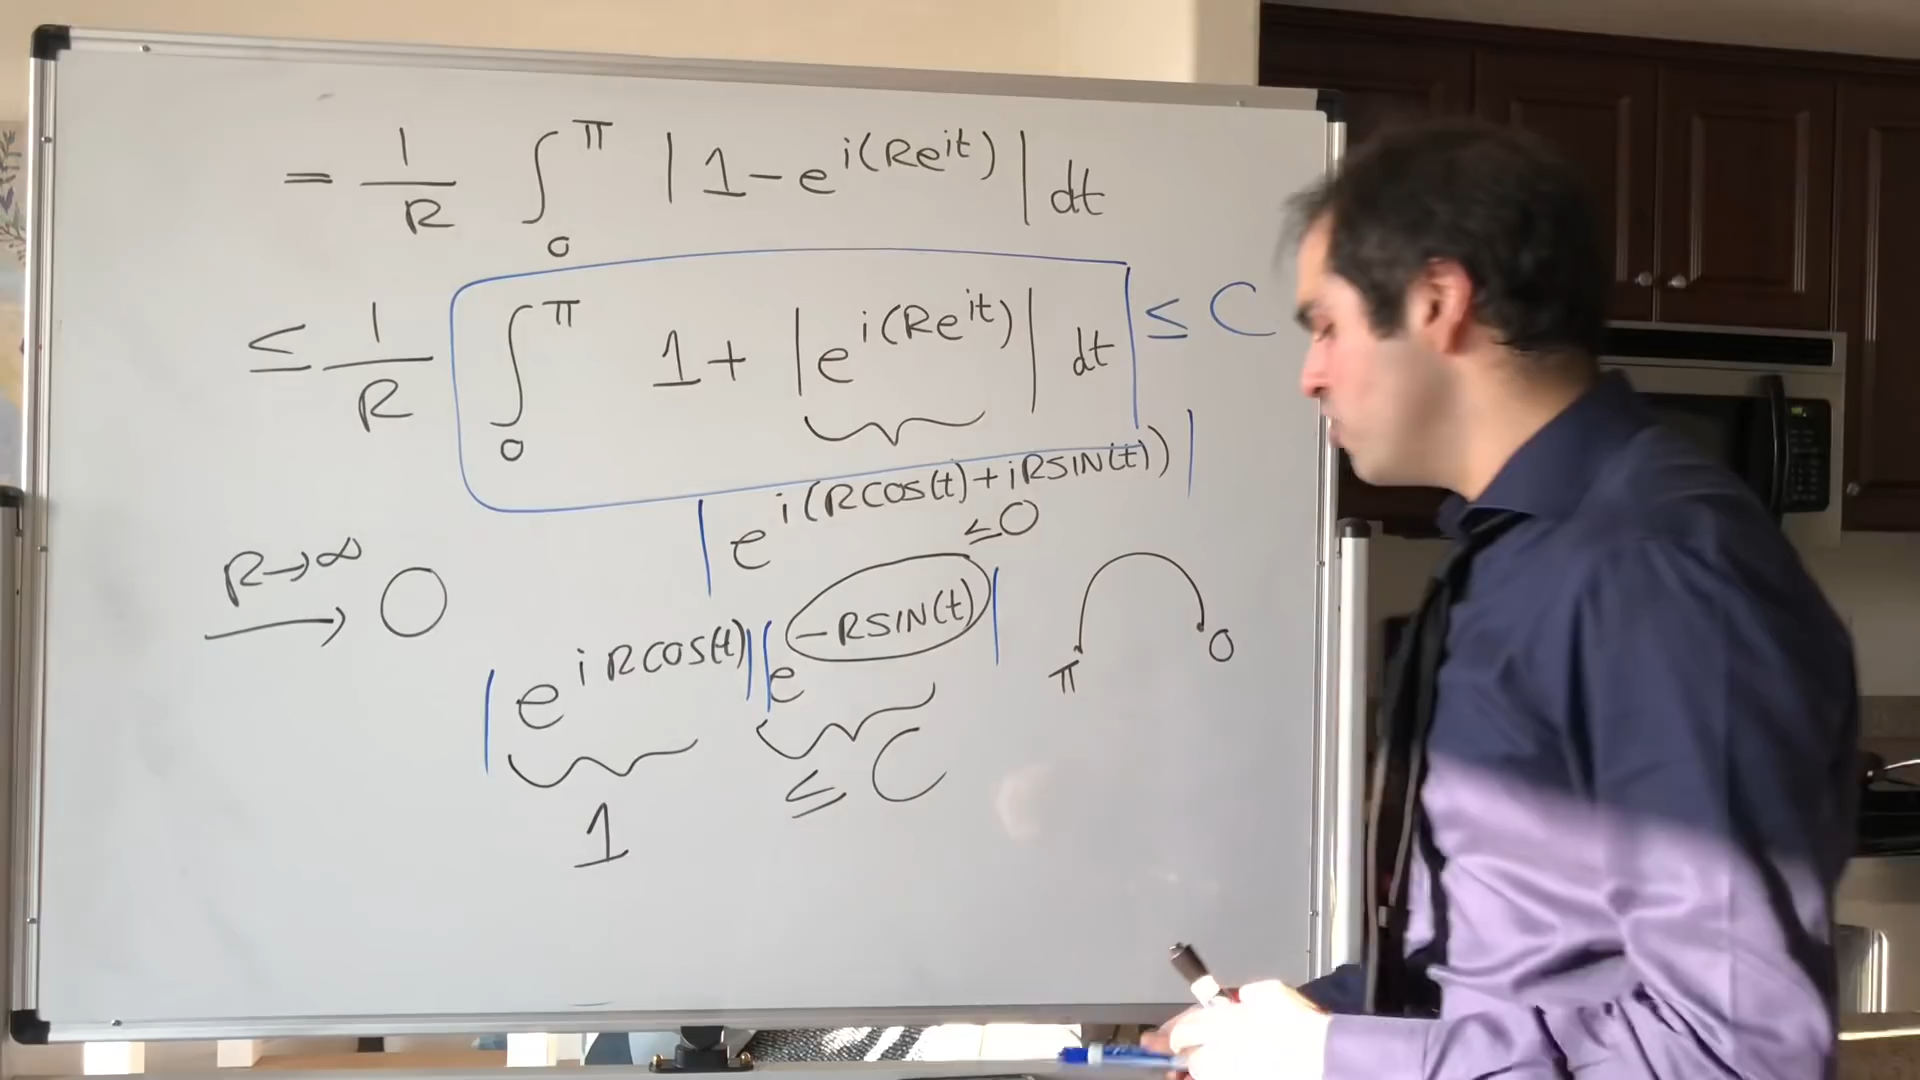 = 1/R ∫₀^π |1-e^{i(Re^{it})}| dt
≤ 1/R ∫₀^π 1+|e^{i(Re^{it})}| dt ≤ C
|e^{i(RCOS(t)+iRSIN(t))}|
R→∞ → 0
|e^{iRCOS(t)}||e^{-RSIN(t)}| ≤0
π 0
1 ≤ C